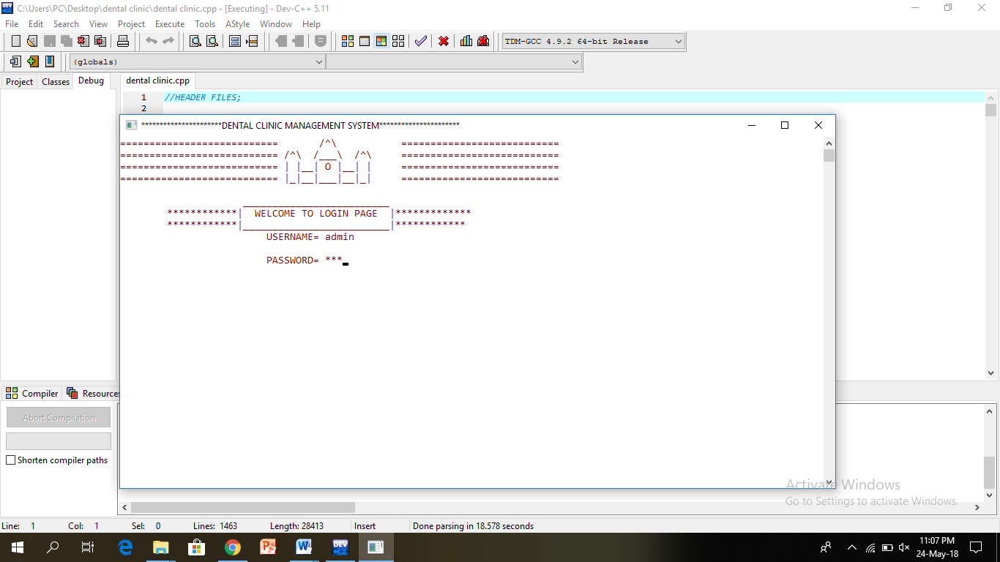 C:\Users\PC\Desktop\dental clinic\dental clinic.cpp - [Executing] - Dev-C++ 5.11
File Edit Search View Project Execute Tools AStyle Window Help
TDM-GCC 4.9.2 64-bit Release
(globals)
Project Classes Debug dental clinic.cpp
1 //HEADER FILES;
2
**********************DENTAL CLINIC MANAGEMENT SYSTEM**********************
=========================== /^\ ===========================
=========================== /^\ /___\ /^\ ===========================
=========================== | |__| O |__| | ===========================
=========================== |_|__|___|__|_| ===========================
_________________________
************| WELCOME TO LOGIN PAGE |*************
************|_________________________|************
USERNAME= admin
PASSWORD= ***
Compiler Resources
Abort Compilation
Shorten compiler paths
Activate Windows
Go to Settings to activate Windows.
Line: 1 Col: 1 Sel: 0 Lines: 1463 Length: 28413 Insert Done parsing in 18.578 seconds
11:07 PM
24-May-18